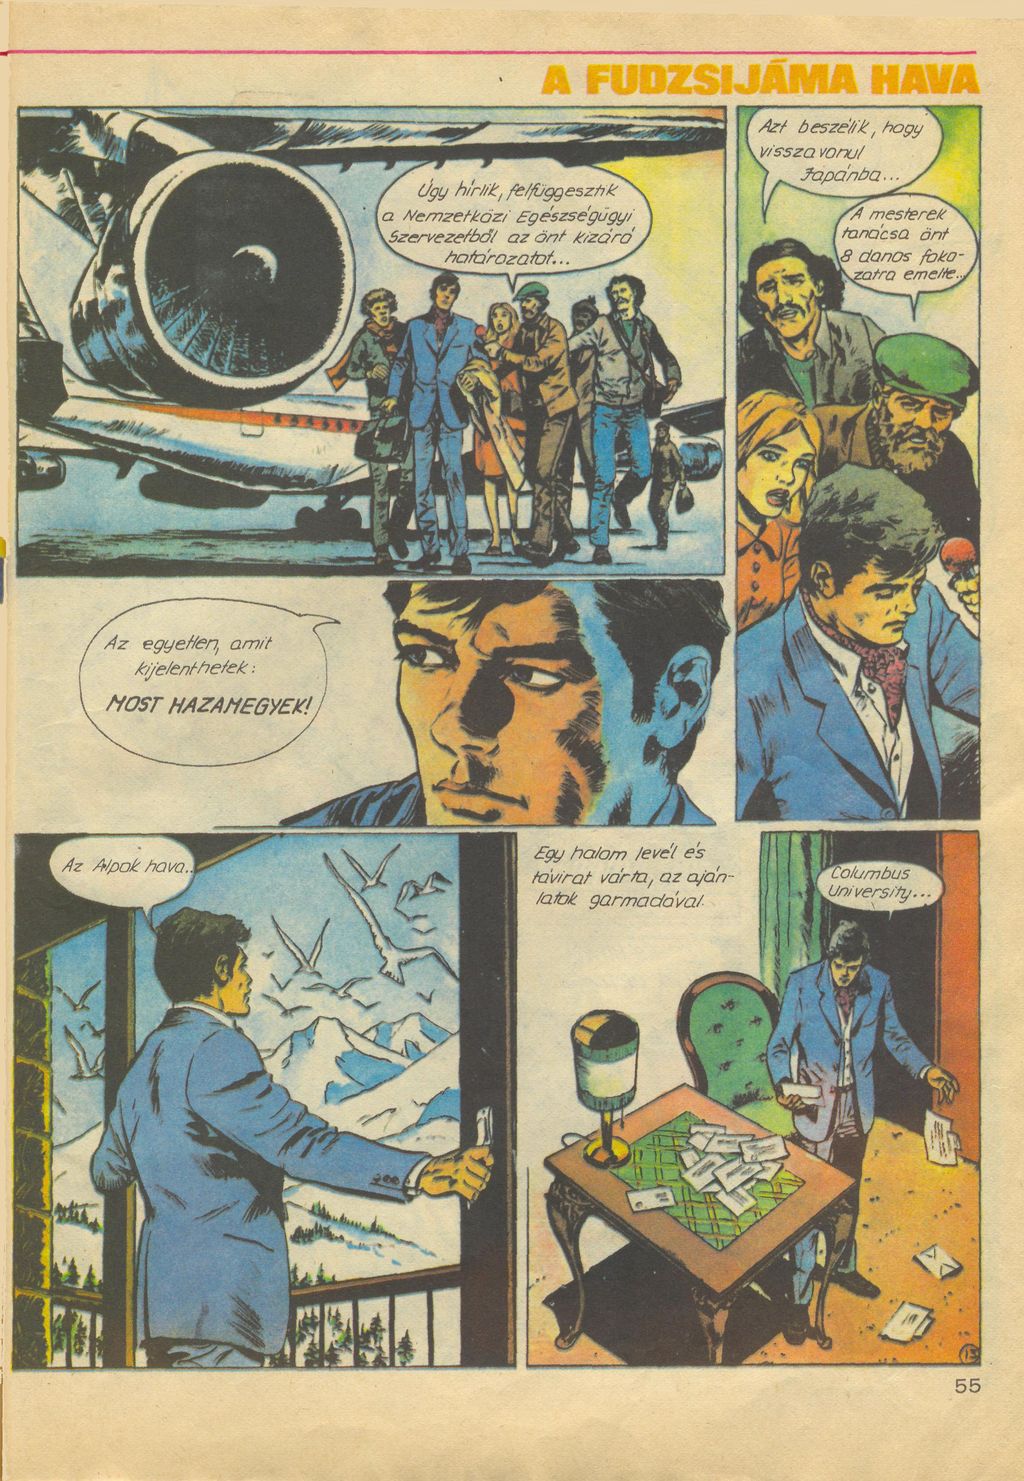 A FUDZSIJÁMA HAVA
Úgy hírlik, felfüggesztik
a Nemzetközi Egészségügyi
Szervezetből az önt kizáró
határozatot...
Azt beszélik, hogy
visszavonul
Japánba...
A mesterek
tanácsa önt
8 danos foko-
zatra emelte...
Az egyetlen, amit
kijelenthetek:
MOST HAZAMEGYEK!
Az Alpok hava..
Egy halom levél és
távirat várta, az aján-
latok garmadával.
Columbus
University...
13
55